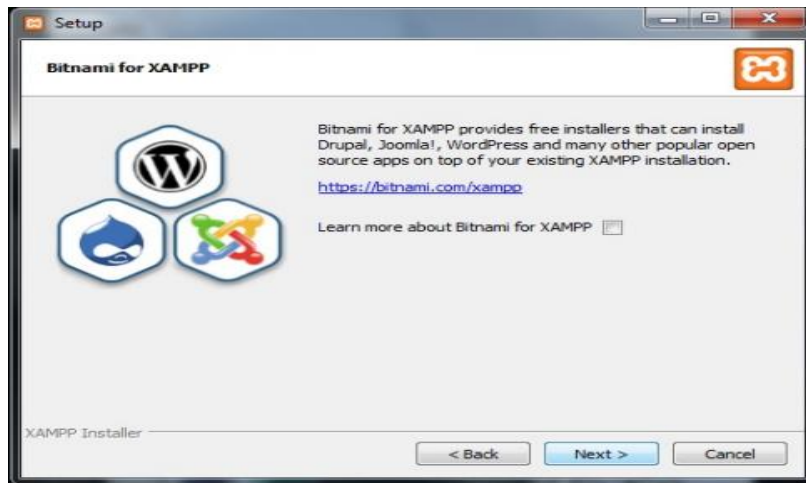 Setup
Bitnami for XAMPP
Bitnami for XAMPP provides free installers that can install
Drupal, Joomla!, WordPress and many other popular open
source apps on top of your existing XAMPP installation.
https://bitnami.com/xampp
Learn more about Bitnami for XAMPP
XAMPP Installer
< Back Next > Cancel